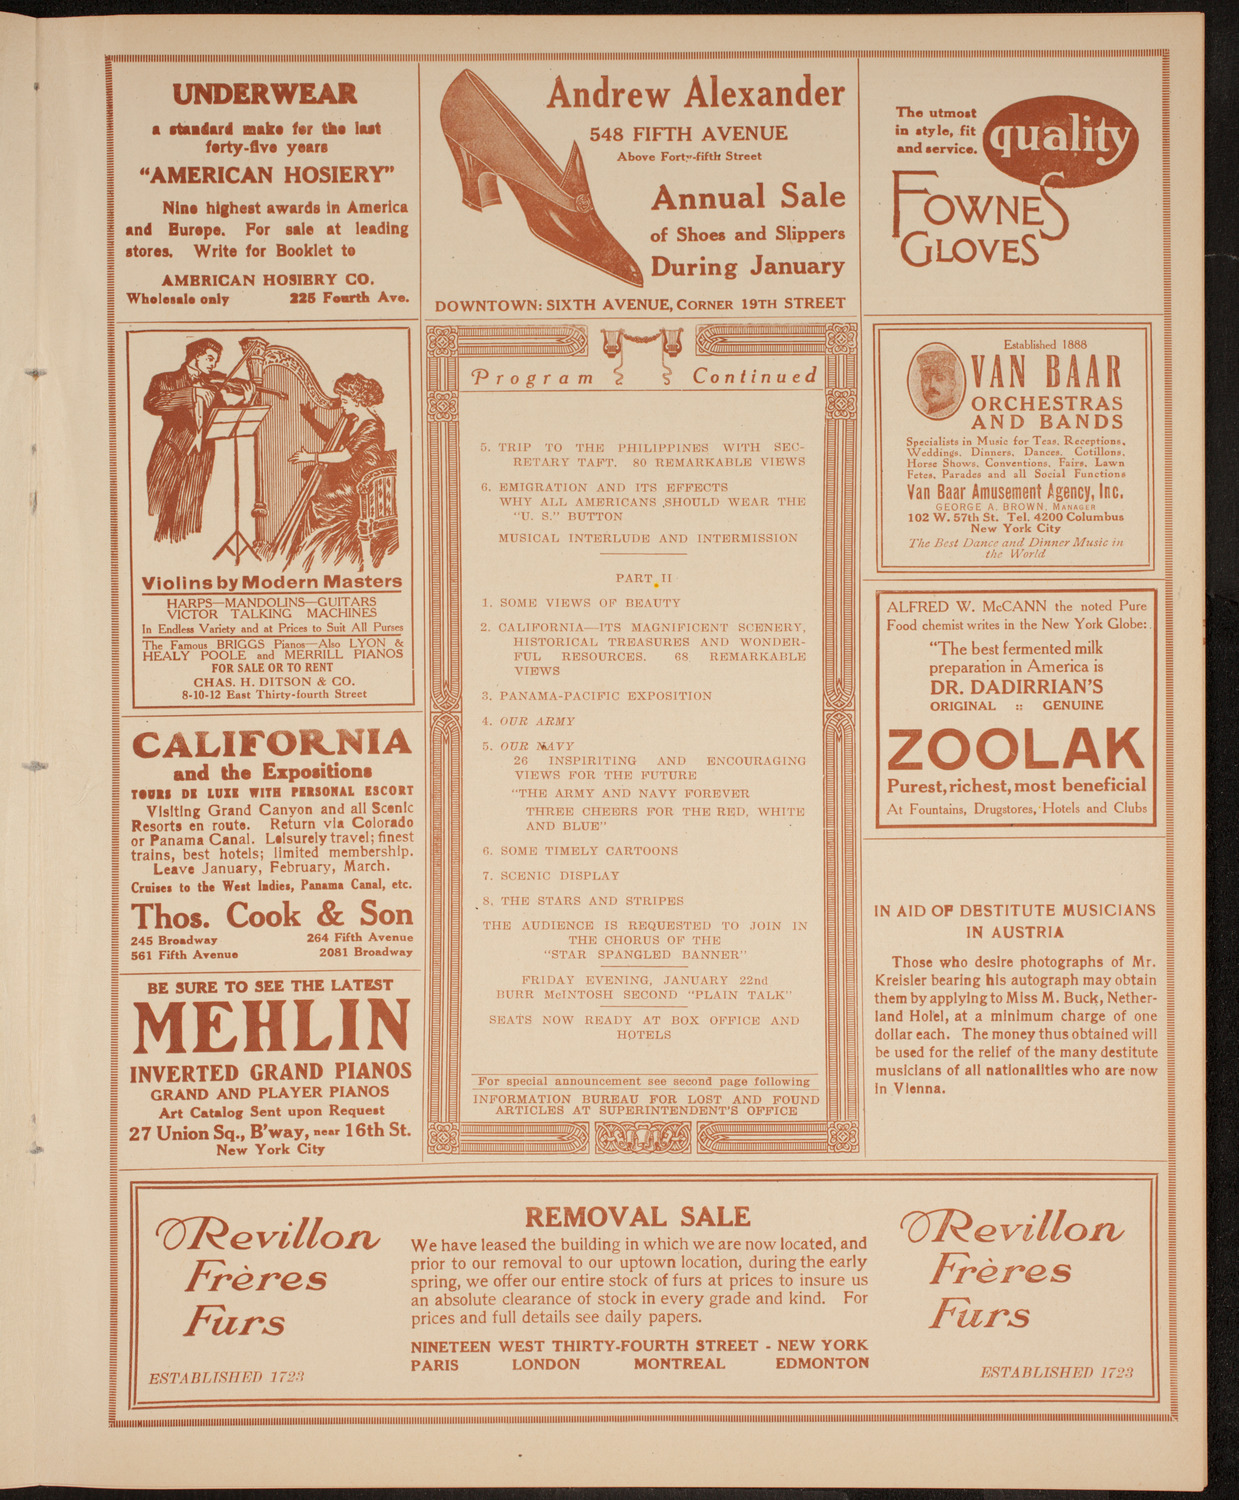 UNDERWEAR
a standard make for the last
forty-five years
"AMERICAN HOSIERY"
Nine highest awards in America
and Europe. For sale at leading
stores. Write for Booklet to
AMERICAN HOSIERY CO.
Wholesale only 225 Fourth Ave.
Andrew Alexander
548 FIFTH AVENUE
Above Forty-fifth Street
Annual Sale
of Shoes and Slippers
During January
DOWNTOWN: SIXTH AVENUE, CORNER 19TH STREET
The utmost
in style, fit
and service.
quality
FOWNES
GLOVES
Violins by Modern Masters
HARPS—MANDOLINS—GUITARS
VICTOR TALKING MACHINES
In Endless Variety and at Prices to Suit All Purses
The Famous BRIGGS Pianos—Also LYON &
HEALY POOLE and MERRILL PIANOS
FOR SALE OR TO RENT
CHAS. H. DITSON & CO.
8-10-12 East Thirty-fourth Street
CALIFORNIA
and the Expositions
TOURS DE LUXE WITH PERSONAL ESCORT
Visiting Grand Canyon and all Scenic
Resorts en route. Return via Colorado
or Panama Canal. Leisurely travel; finest
trains, best hotels; limited membership.
Leave January, February, March.
Cruises to the West Indies, Panama Canal, etc.
Thos. Cook & Son
245 Broadway 264 Fifth Avenue
561 Fifth Avenue 2081 Broadway
BE SURE TO SEE THE LATEST
MEHLIN
INVERTED GRAND PIANOS
GRAND AND PLAYER PIANOS
Art Catalog Sent upon Request
27 Union Sq., B'way, near 16th St.
New York City
Program Continued
5. TRIP TO THE PHILIPPINES WITH SEC-
RETARY TAFT. 80 REMARKABLE VIEWS
6. EMIGRATION AND ITS EFFECTS
WHY ALL AMERICANS SHOULD WEAR THE
"U. S." BUTTON
MUSICAL INTERLUDE AND INTERMISSION
PART II
1. SOME VIEWS OF BEAUTY
2. CALIFORNIA—ITS MAGNIFICENT SCENERY,
HISTORICAL TREASURES AND WONDER-
FUL RESOURCES. 68 REMARKABLE
VIEWS
3. PANAMA-PACIFIC EXPOSITION
4. OUR ARMY
5. OUR NAVY
26 INSPIRITING AND ENCOURAGING
VIEWS FOR THE FUTURE
"THE ARMY AND NAVY FOREVER
THREE CHEERS FOR THE RED, WHITE
AND BLUE"
6. SOME TIMELY CARTOONS
7. SCENIC DISPLAY
8. THE STARS AND STRIPES
THE AUDIENCE IS REQUESTED TO JOIN IN
THE CHORUS OF THE
"STAR SPANGLED BANNER"
FRIDAY EVENING, JANUARY 22nd
BURR McINTOSH SECOND "PLAIN TALK"
SEATS NOW READY AT BOX OFFICE AND
HOTELS
For special announcement see second page following
INFORMATION BUREAU FOR LOST AND FOUND
ARTICLES AT SUPERINTENDENT'S OFFICE
Established 1888
VAN BAAR
ORCHESTRAS
AND BANDS
Specialists in Music for Teas, Receptions,
Weddings, Dinners, Dances, Cotillons,
Horse Shows, Conventions, Fairs, Lawn
Fetes, Parades and all Social Functions
Van Baar Amusement Agency, Inc.
GEORGE A. BROWN, MANAGER
102 W. 57th St. Tel. 4200 Columbus
New York City
The Best Dance and Dinner Music in
the World
ALFRED W. McCANN the noted Pure
Food chemist writes in the New York Globe:
"The best fermented milk
preparation in America is
DR. DADIRRIAN'S
ORIGINAL :: GENUINE
ZOOLAK
Purest, richest, most beneficial
At Fountains, Drugstores, Hotels and Clubs
IN AID OF DESTITUTE MUSICIANS
IN AUSTRIA
Those who desire photographs of Mr.
Kreisler bearing his autograph may obtain
them by applying to Miss M. Buck, Nether-
land Hotel, at a minimum charge of one
dollar each. The money thus obtained will
be used for the relief of the many destitute
musicians of all nationalities who are now
in Vienna.
Revillon
Frères
Furs
ESTABLISHED 1723
REMOVAL SALE
We have leased the building in which we are now located, and
prior to our removal to our uptown location, during the early
spring, we offer our entire stock of furs at prices to insure us
an absolute clearance of stock in every grade and kind. For
prices and full details see daily papers.
NINETEEN WEST THIRTY-FOURTH STREET - NEW YORK
PARIS LONDON MONTREAL EDMONTON
Revillon
Frères
Furs
ESTABLISHED 1723